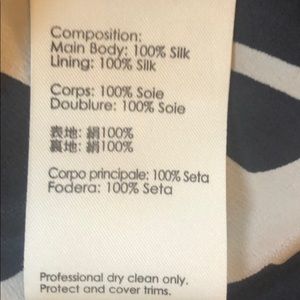 Composition:
Main Body: 100% Silk
Lining: 100% Silk
Corps: 100% Soie
Doublure: 100% Soie
表地: 絹100%
裏地: 絹100%
Corpo principale: 100% Seta
Fodera: 100% Seta
Professional dry clean only.
Protect and cover trims.